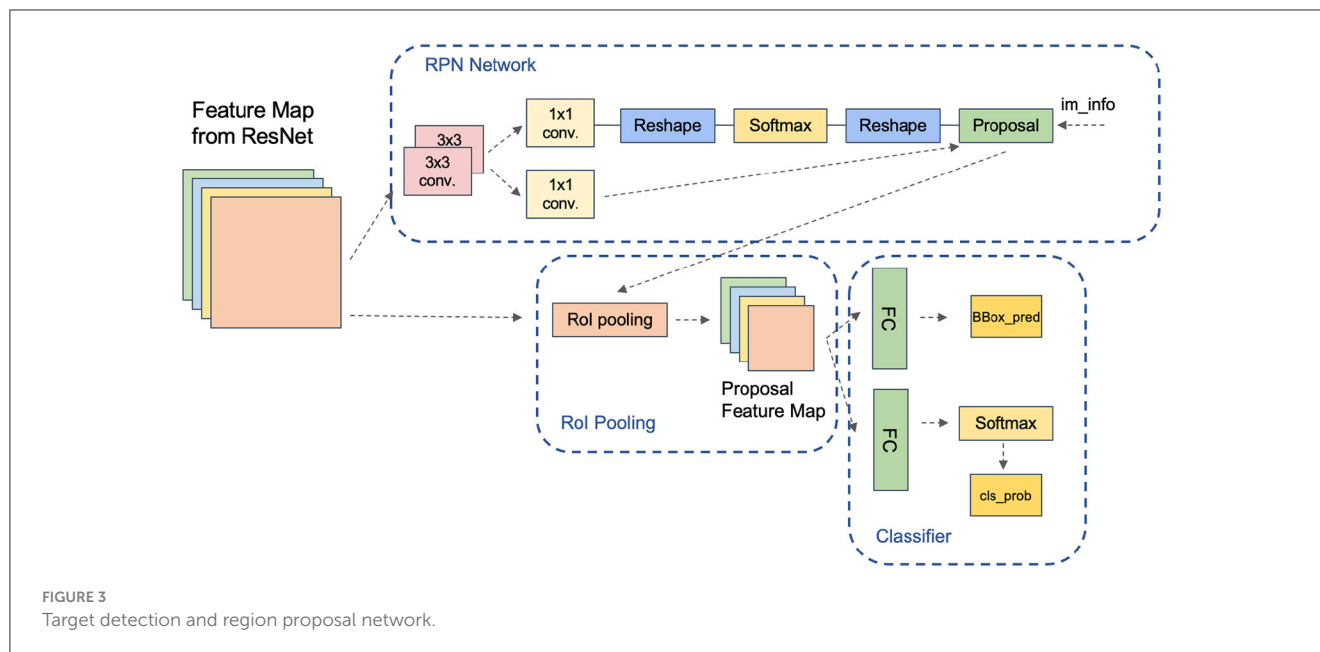 RPN Network
Feature Map
from ResNet
3x3
3x3
conv.
1x1
conv.
Reshape
Softmax
Reshape
Proposal
im_info
1x1
conv.
RoI pooling
Proposal
Feature Map
RoI Pooling
FC
BBox_pred
FC
Softmax
cls_prob
Classifier
FIGURE 3
Target detection and region proposal network.